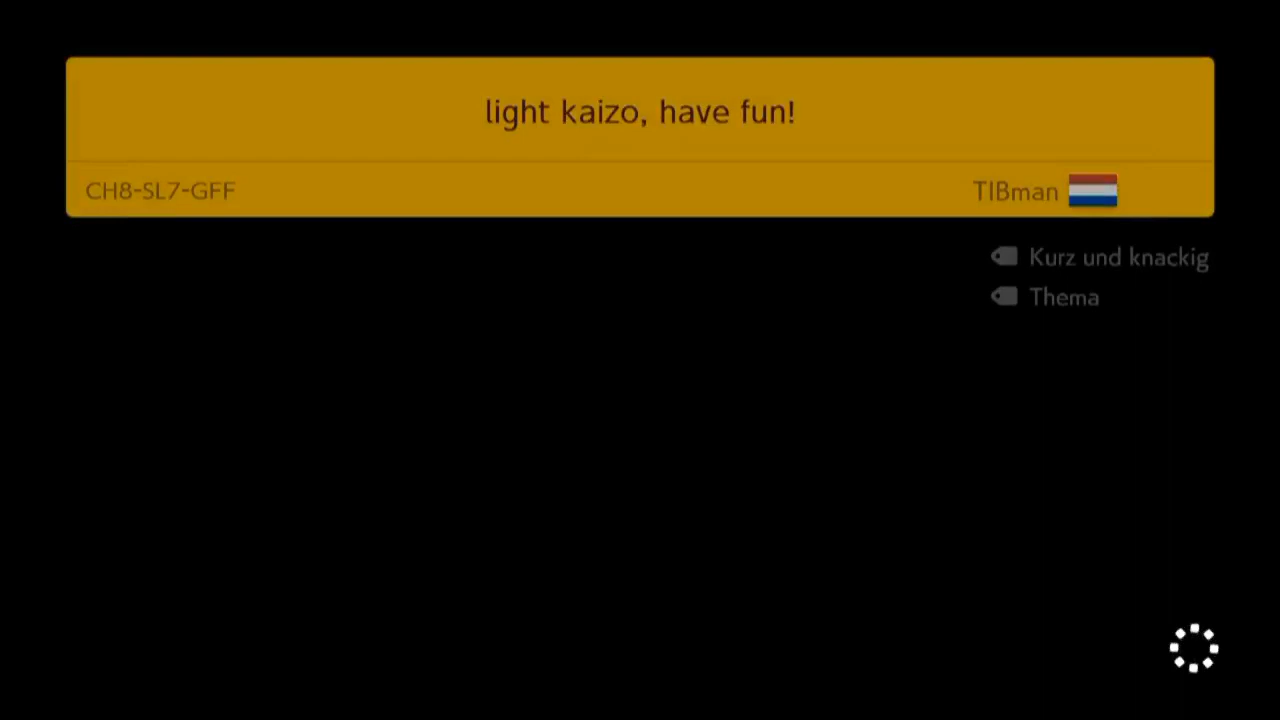 light kaizo, have fun!
CH8-SL7-GFF
TIBman
Kurz und knackig
Thema